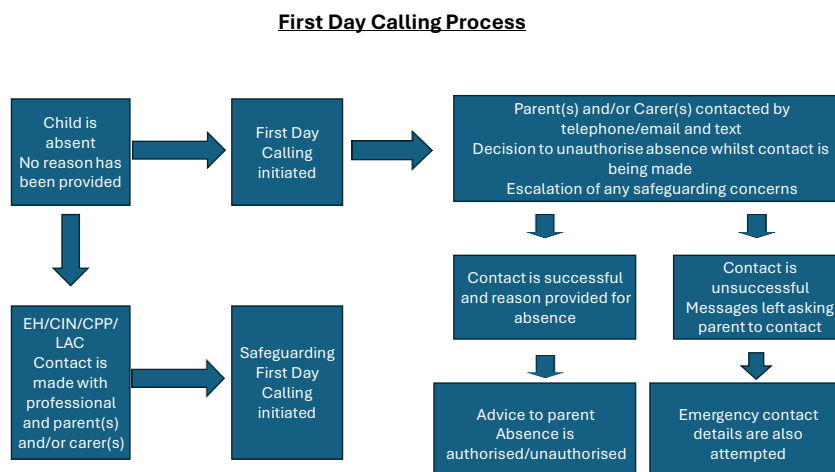 First Day Calling Process
Child is
absent
No reason has
been provided
First Day
Calling
initiated
Parent(s) and/or Carer(s) contacted by
telephone/email and text
Decision to unauthorise absence whilst contact is
being made
Escalation of any safeguarding concerns
Contact is successful
and reason provided for
absence
Contact is
unsuccessful
Messages left asking
parent to contact
EH/CIN/CPP/
LAC
Contact is
made with
professional
and parent(s)
and/or carer(s)
Safeguarding
First Day
Calling
initiated
Advice to parent
Absence is
authorised/unauthorised
Emergency contact
details are also
attempted